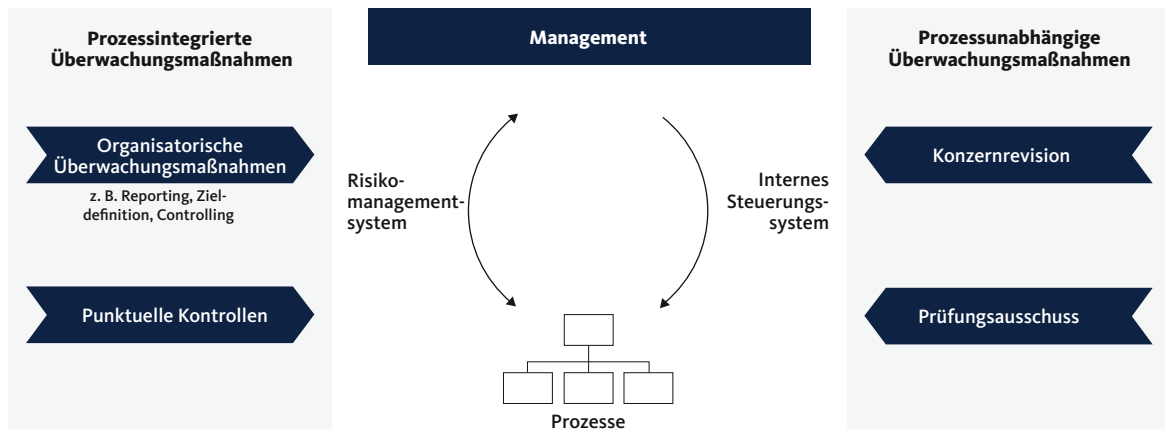 Prozessintegrierte
Überwachungsmaßnahmen
Organisatorische
Überwachungsmaßnahmen
z. B. Reporting, Ziel-
definition, Controlling
Punktuelle Kontrollen
Management
Risiko-
management-
system
Internes
Steuerungs-
system
Prozesse
Prozessunabhängige
Überwachungsmaßnahmen
Konzernrevision
Prüfungsausschuss